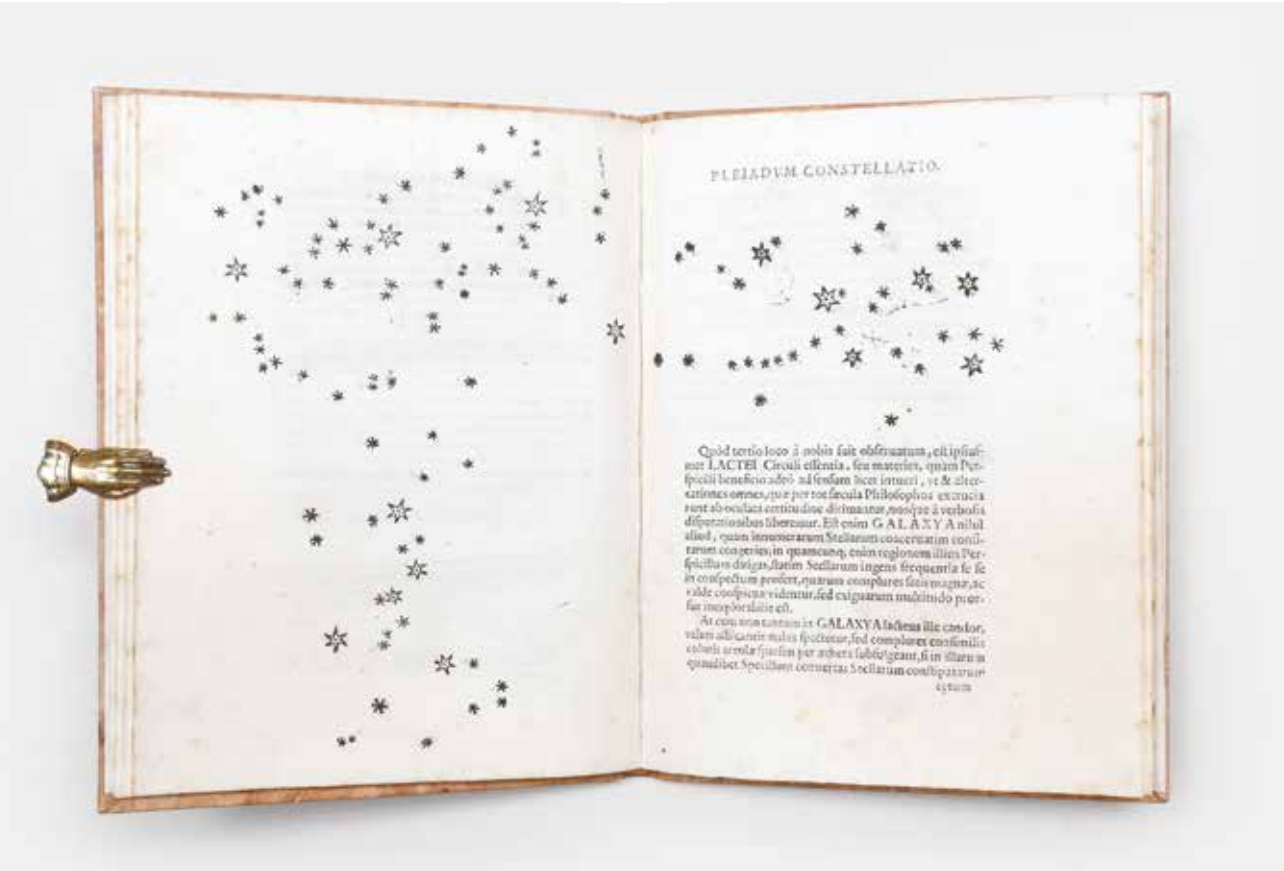 PLEIADVM CONSTELLATIO.
Quòd tertio loco à nobis fuit obſeruatum, eſt ipſiuſ-
met LACTEI Circuli eſſentia, ſeu materies, quam Per-
ſpicilli beneficio adeò ad ſenſum licet intueri, vt & alter-
cationes omnes, quæ per tot ſæcula Philoſophos excrucia
runt ab oculata certitudine dirimantur, noſque à verboſis
diſputationibus liberemur. Eſt enim GALAXYA nihil
aliud, quam innumerarum Stellarum coaceruatim conſi-
tarum congeries, in quamcunq; enim regionem illius Per-
ſpicillum dirigas, ſtatim Stellarum ingens frequentia ſe ſe
in conſpectum profert, quarum complures ſatis magnæ, ac
valde conſpicuæ videntur, ſed exiguarum multitudo pror-
ſus inexplorabilis eſt.
At cum non tantum in GALAXYA lacteus ille candor,
veluti albicantis nubis ſpectetur, ſed complures conſimilis
coloris areolæ ſparſim per æthera ſubfulgeant, ſi in illarum
quamlibet Specillum conuertas Stellarum conſtipatarum
cętum